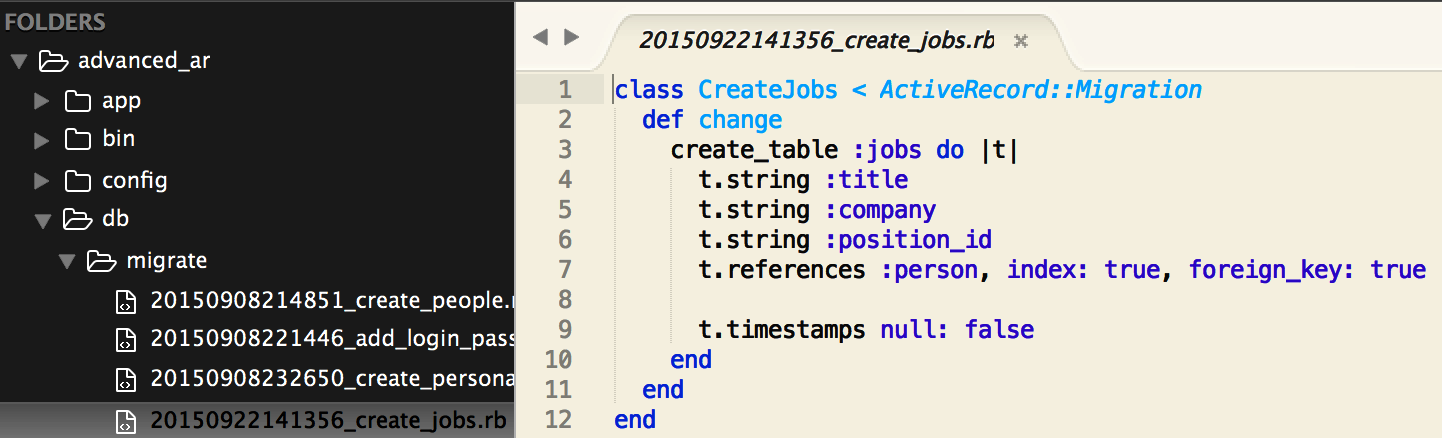 FOLDERS
advanced_ar
app
bin
config
db
migrate
20150908214851_create_people.r
20150908221446_add_login_pass
20150908232650_create_persona
20150922141356_create_jobs.rb
20150922141356_create_jobs.rb
1 class CreateJobs < ActiveRecord::Migration
2   def change
3     create_table :jobs do |t|
4       t.string :title
5       t.string :company
6       t.string :position_id
7       t.references :person, index: true, foreign_key: true
8
9       t.timestamps null: false
10     end
11   end
12 end